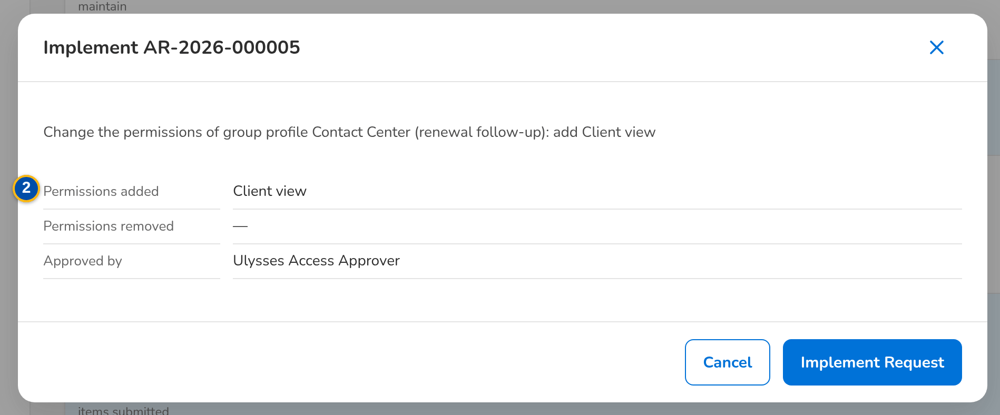 maintain
Implement AR-2026-000005
Change the permissions of group profile Contact Center (renewal follow-up): add Client view
2
Permissions added Client view
Permissions removed —
Approved by Ulysses Access Approver
Cancel Implement Request
items submitted